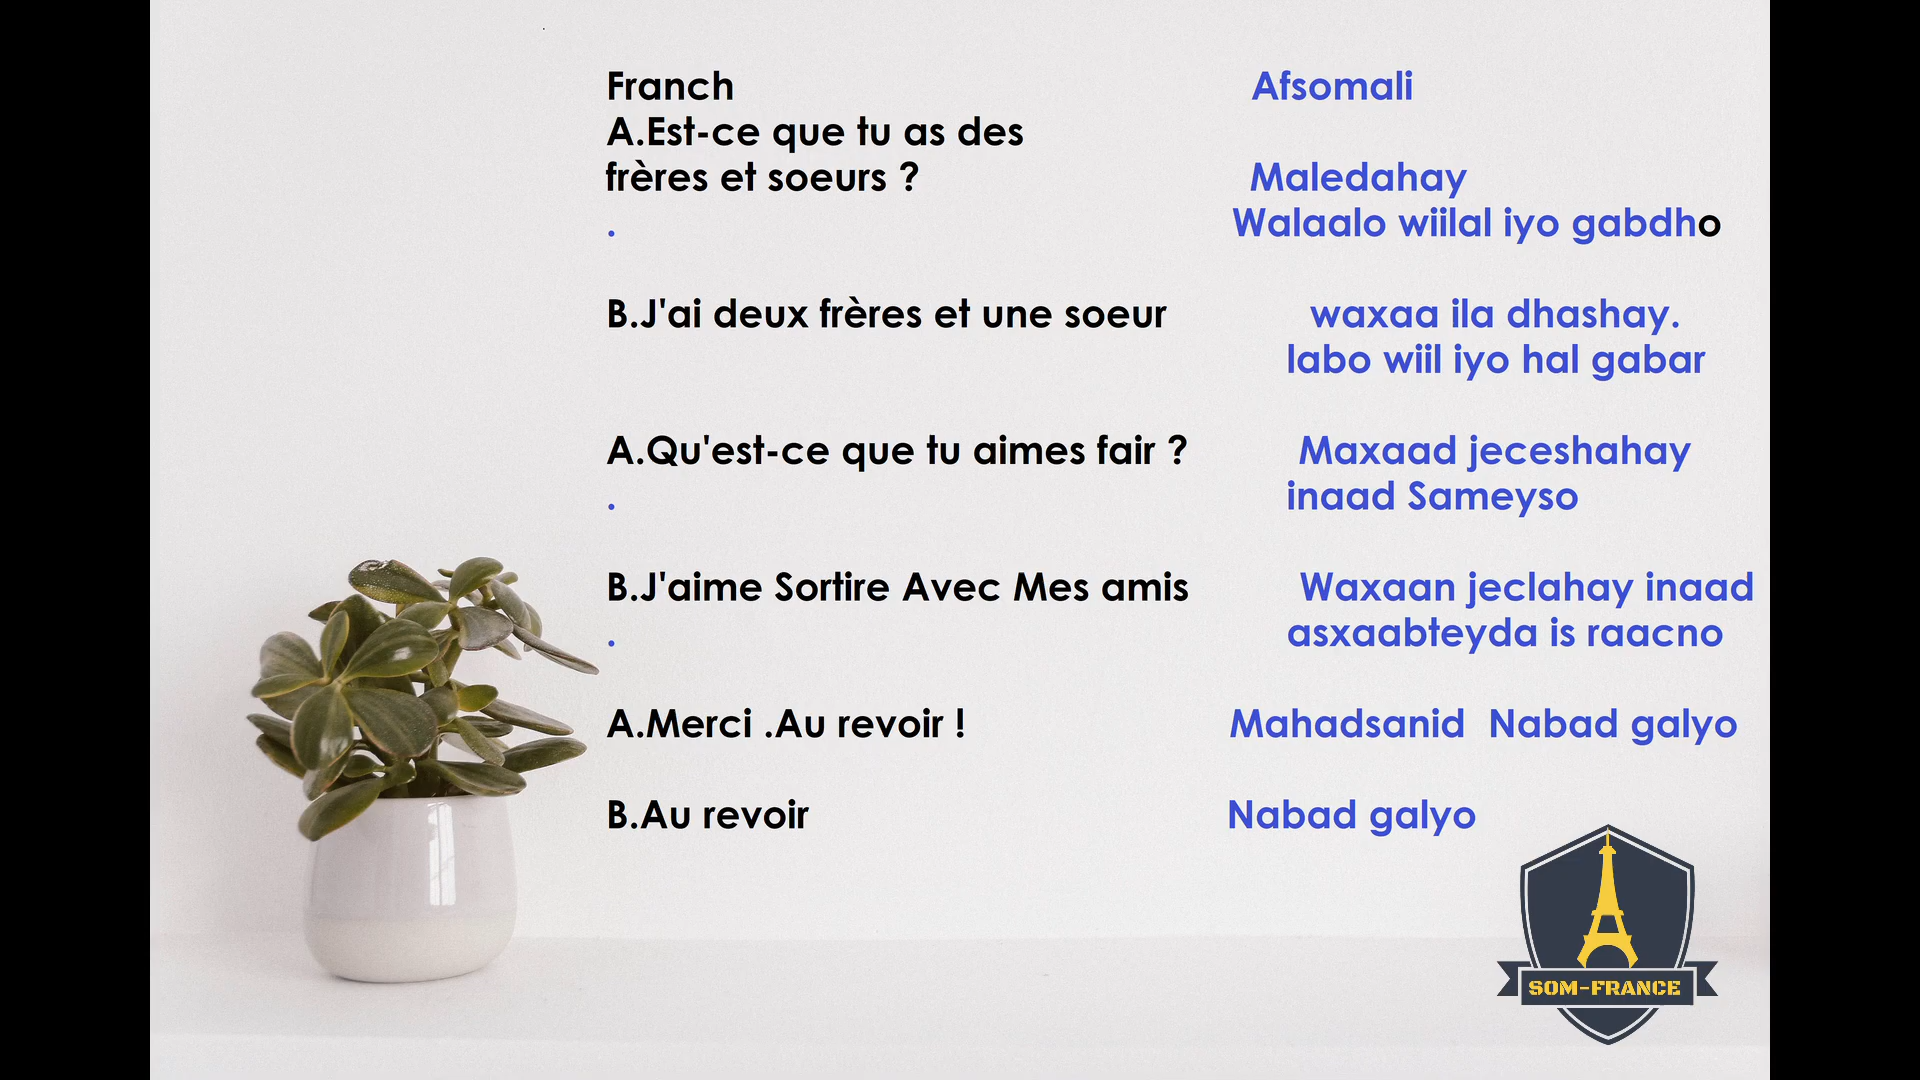 Franch Afsomali
A.Est-ce que tu as des
frères et soeurs ? Maledahay
. Walaalo wiilal iyo gabdho
B.J'ai deux frères et une soeur waxaa ila dhashay.
labo wiil iyo hal gabar
A.Qu'est-ce que tu aimes fair ? Maxaad jeceshahay
. inaad Sameyso
B.J'aime Sortire Avec Mes amis Waxaan jeclahay inaad
. asxaabteyda is raacno
A.Merci .Au revoir ! Mahadsanid Nabad galyo
B.Au revoir Nabad galyo
SOM-FRANCE